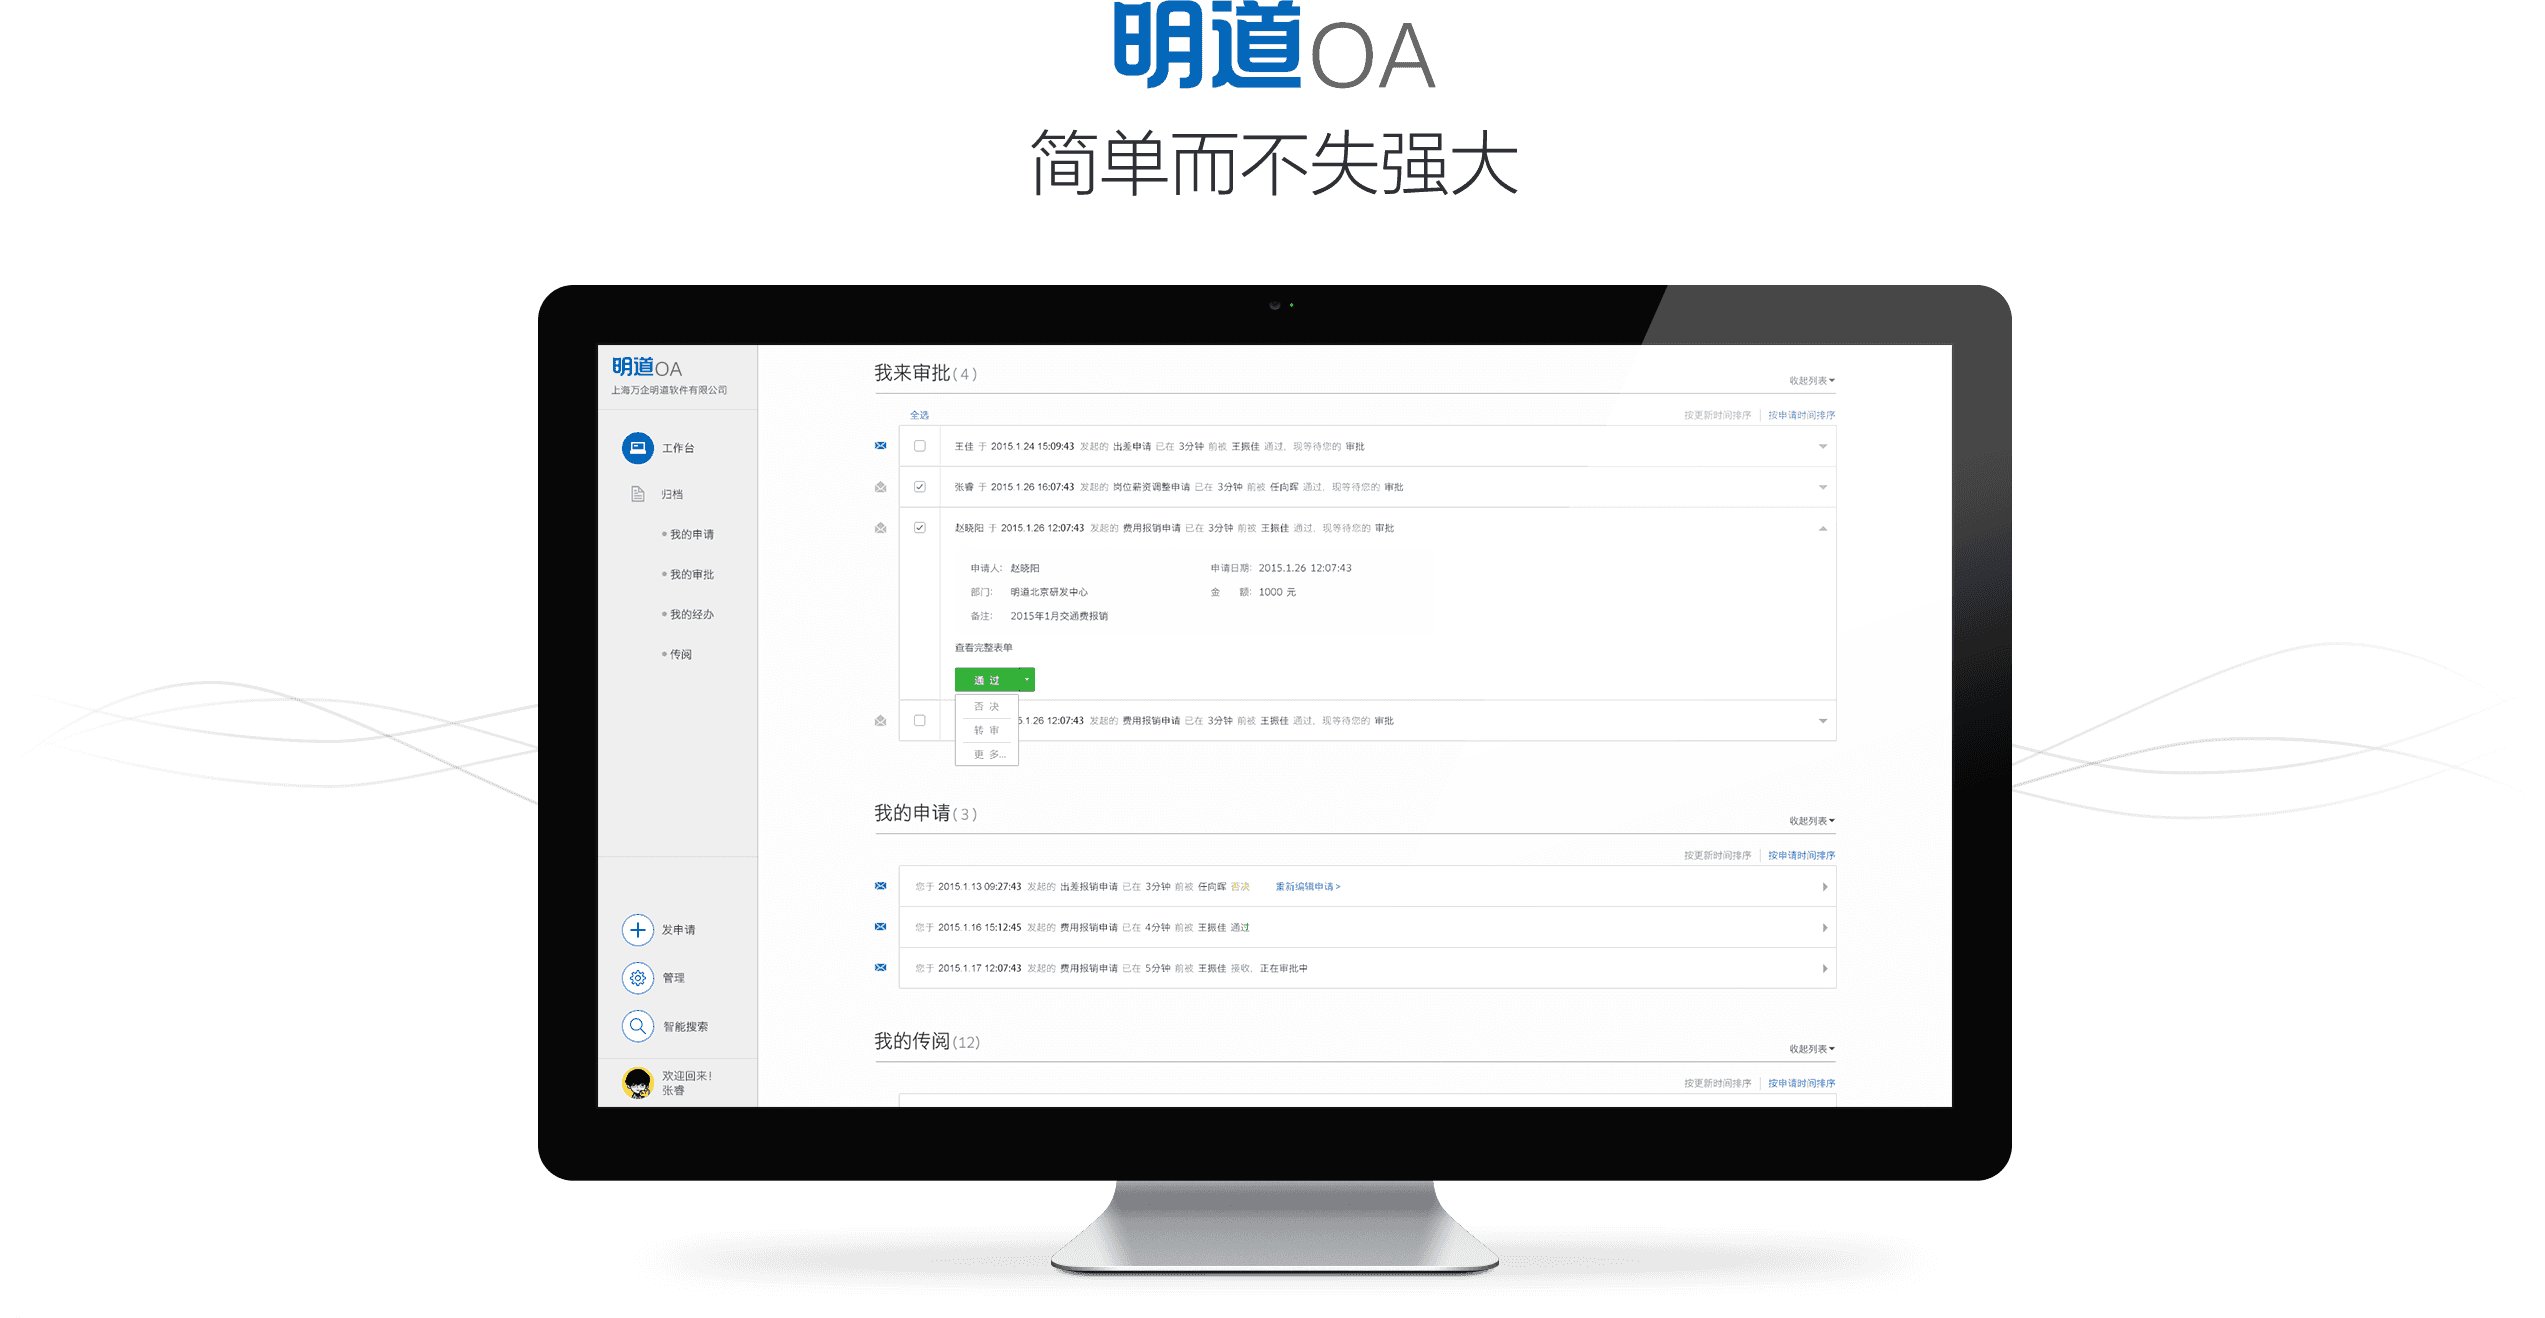 明道OA
简单而不失强大
明道OA
上海万企明道软件有限公司
工作台
归档
我的申请
我的审批
我的经办
传阅
发申请
管理
智能搜索
欢迎回来!
张睿
我来审批(4)
收起列表
全选
按更新时间排序 | 按申请时间排序
王佳 于 2015.1.24 15:09:43 发起的 出差申请 已在 3分钟 前被 王振佳 通过, 现等待您的 审批
张睿 于 2015.1.26 16:07:43 发起的 岗位薪资调整申请 已在 3分钟 前被 任向晖 通过, 现等待您的 审批
赵晓阳 于 2015.1.26 12:07:43 发起的 费用报销申请 已在 3分钟 前被 王振佳 通过, 现等待您的 审批
申请人: 赵晓阳 申请日期: 2015.1.26 12:07:43
部门: 明道北京研发中心 金 额: 1000 元
备注: 2015年1月交通费报销
查看完整表单
通 过
否 决
转 审
更 多...
5.1.26 12:07:43 发起的 费用报销申请 已在 3分钟 前被 王振佳 通过, 现等待您的 审批
我的申请(3)
收起列表
按更新时间排序 | 按申请时间排序
您于 2015.1.13 09:27:43 发起的 出差报销申请 已在 3分钟 前被 任向晖 否决 重新编辑申请>
您于 2015.1.16 15:12:45 发起的 费用报销申请 已在 4分钟 前被 王振佳 通过
您于 2015.1.17 12:07:43 发起的 费用报销申请 已在 5分钟 前被 王振佳 接收, 正在审批中
我的传阅(12)
收起列表
按更新时间排序 | 按申请时间排序